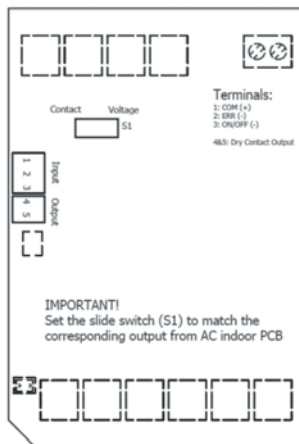 Terminals:
1: COM (+)
2: ERR (-)
3: ON/OFF (-)
4&5: Dry Contact Output
Contact Voltage
S1
1 2 3 Input
4 5 Output
IMPORTANT!
Set the slide switch (S1) to match the
corresponding output from AC indoor PCB